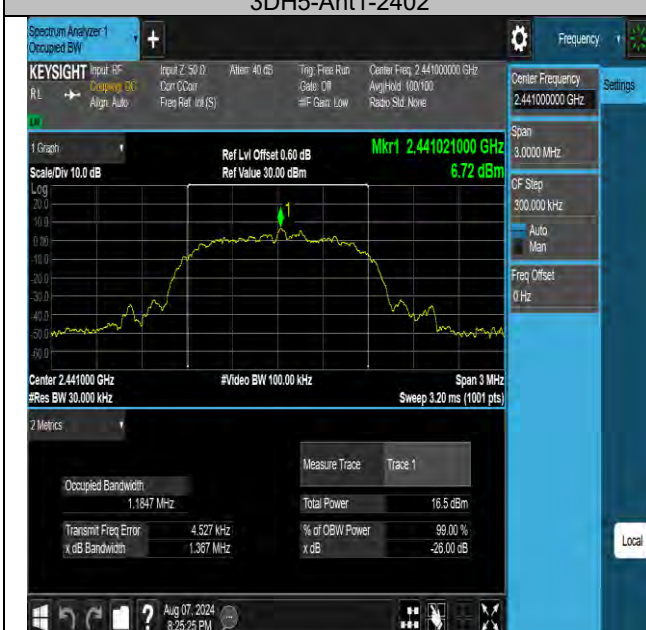 3DH5-Ant1-2402
Spectrum Analyzer 1
Occupied BW
Frequency
KEYSIGHT
RL
Input: RF
Coupling: DC
Align: Auto
Input Z: 50 Ω
Corr CCorr
Freq Ref: Int (S)
Atten: 40 dB
Trig: Free Run
Gate: Off
#IF Gain: Low
Center Freq: 2.441000000 GHz
Avg|Hold: 100/100
Radio Std: None
Settings
Center Frequency
2.441000000 GHz
Span
3.0000 MHz
CF Step
300.000 kHz
Auto
Man
Freq Offset
0 Hz
Local
1 Graph
Scale/Div 10.0 dB
Ref Lvl Offset 0.60 dB
Ref Value 30.00 dBm
Mkr1 2.441021000 GHz
6.72 dBm
Log
20.0
10.0
0.00
-10.0
-20.0
-30.0
-40.0
-50.0
-60.0
1
Center 2.441000 GHz
#Res BW 30.000 kHz
#Video BW 100.00 kHz
Span 3 MHz
Sweep 3.20 ms (1001 pts)
2 Metrics
Measure Trace Trace 1
Occupied Bandwidth
1.1847 MHz
Total Power 16.5 dBm
Transmit Freq Error 4.527 kHz
% of OBW Power 99.00 %
x dB Bandwidth 1.367 MHz
x dB -26.00 dB
?
Aug 07, 2024
8:25:25 PM